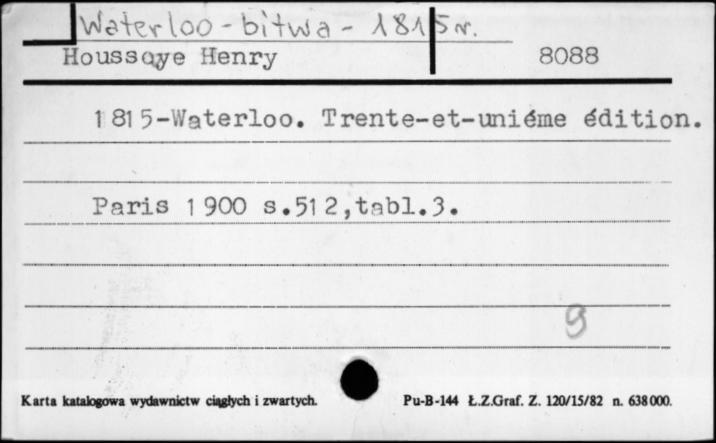 Waterloo - bitwa - 1815 r.
Houssaye Henry 8088
1815-Waterloo. Trente-et-uniéme édition.
Paris 1900 s.512,tabl.3.
9
Karta katalogowa wydawnictw ciągłych i zwartych. Pu-B-144 Ł.Z.Graf. Z. 120/15/82 n. 638000.